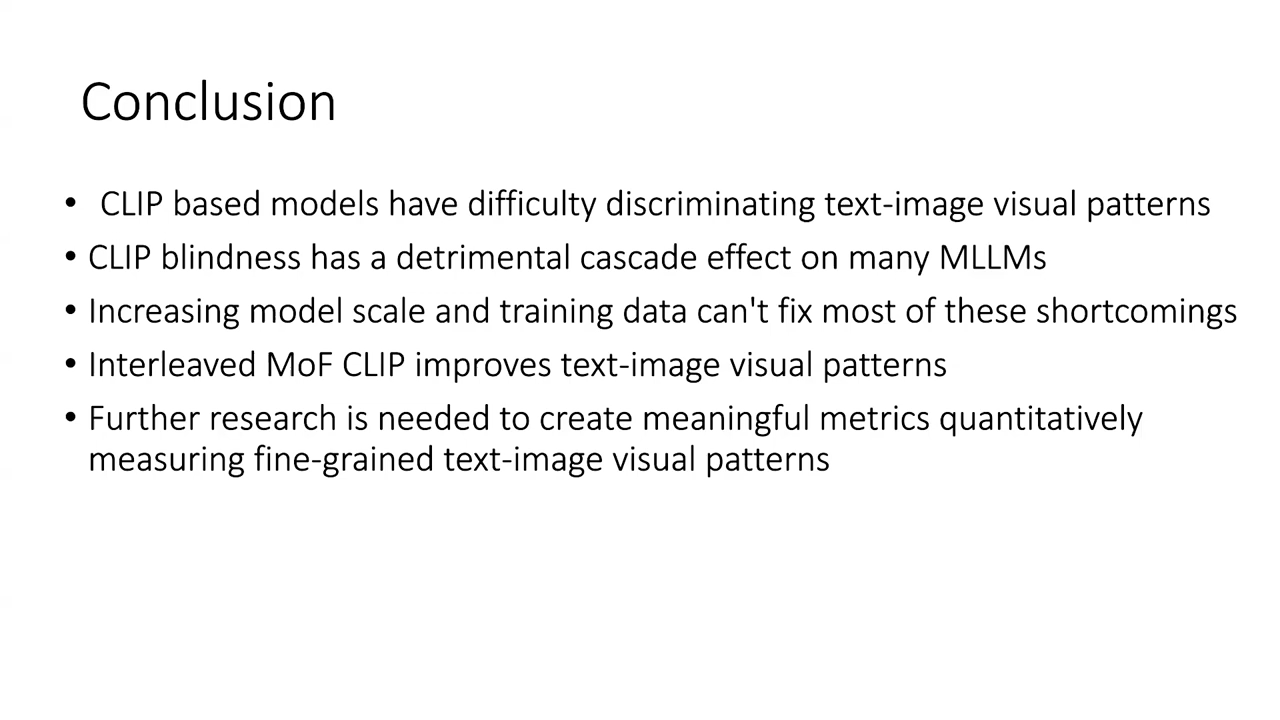 Conclusion
• CLIP based models have difficulty discriminating text-image visual patterns
• CLIP blindness has a detrimental cascade effect on many MLLMs
• Increasing model scale and training data can't fix most of these shortcomings
• Interleaved MoF CLIP improves text-image visual patterns
• Further research is needed to create meaningful metrics quantitatively
measuring fine-grained text-image visual patterns